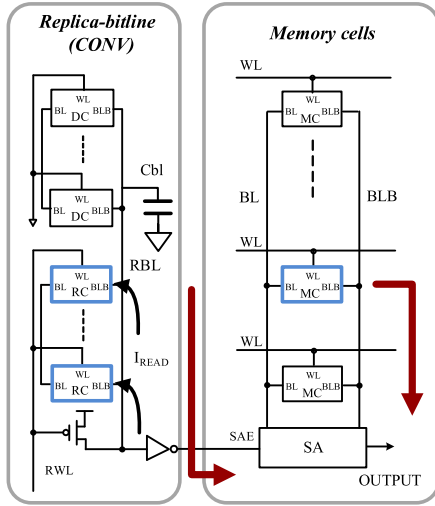 Replica-bitline
(CONV)
WL
BL BLB
DC
WL
BL BLB
DC
Cbl
RBL
WL
BL BLB
RC
WL
BL BLB
RC
I_READ
RWL
Memory cells
WL
WL
BL BLB
MC
BL
BLB
WL
WL
BL BLB
MC
WL
WL
BL BLB
MC
SAE
SA
OUTPUT